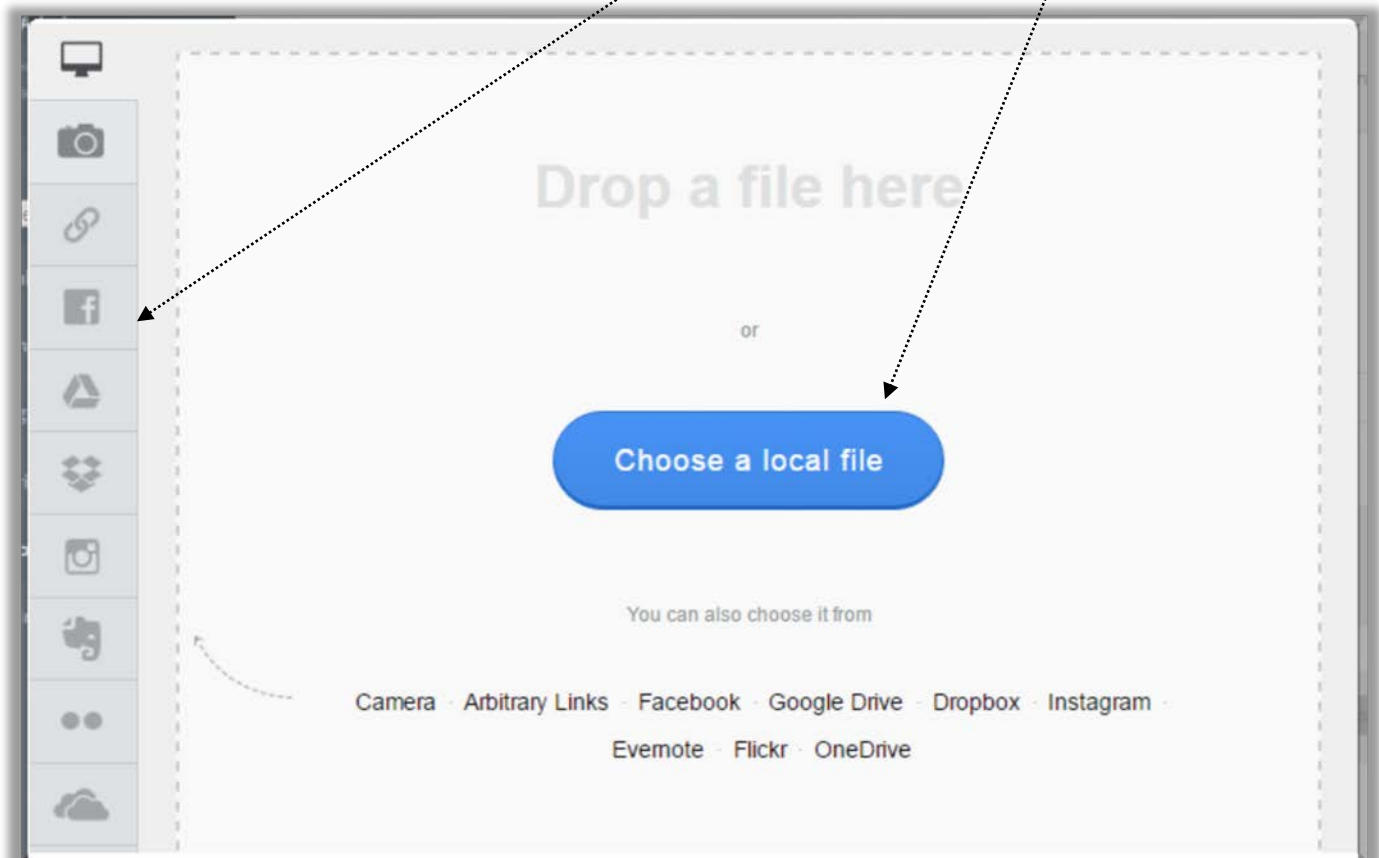 Drop a file here
or
Choose a local file
You can also choose it from
Camera · Arbitrary Links · Facebook · Google Drive · Dropbox · Instagram ·
Evernote · Flickr · OneDrive